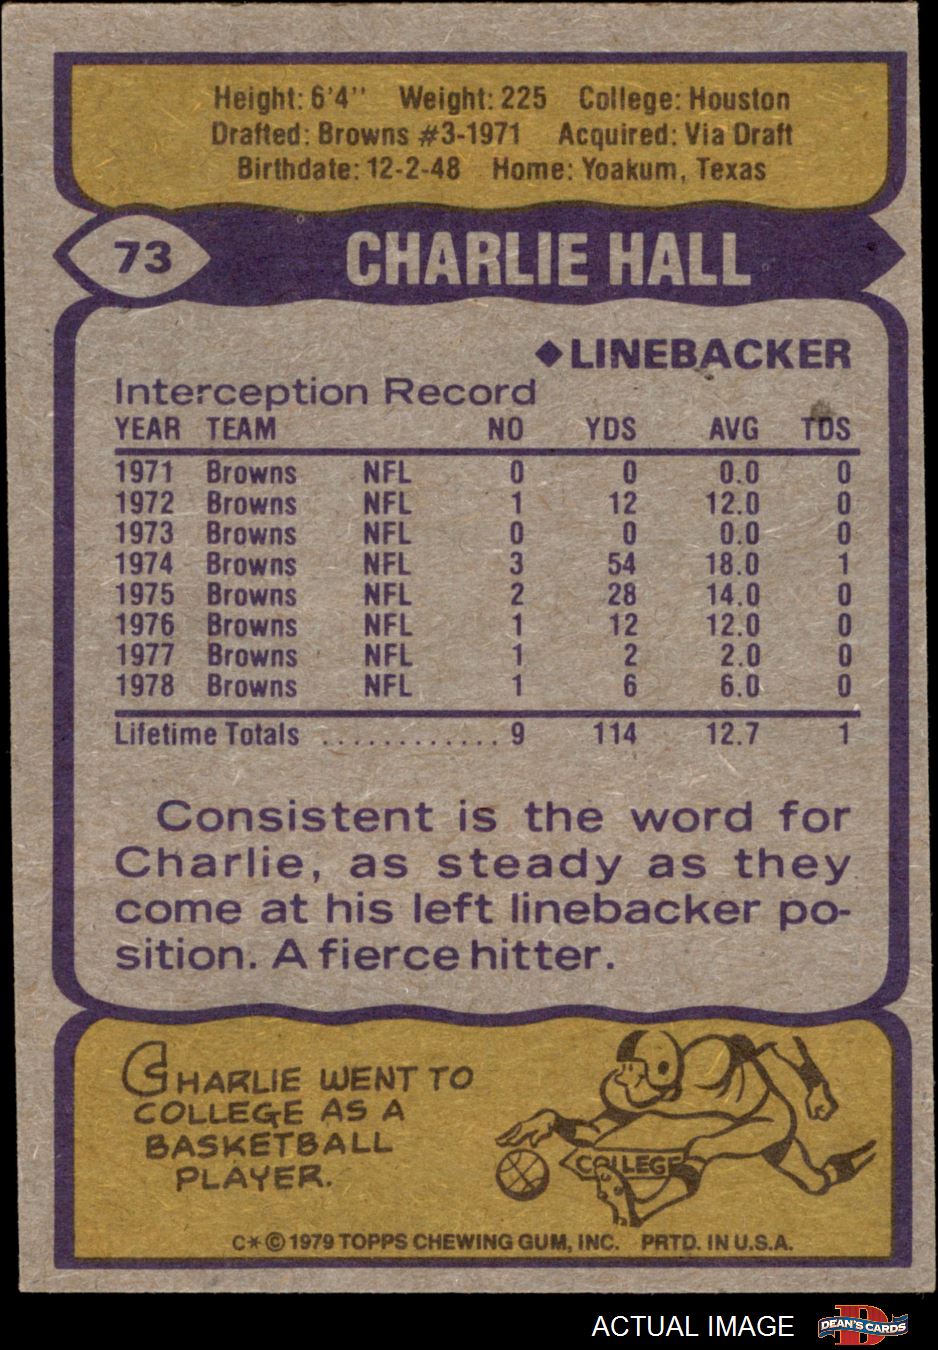 Height: 6'4'' Weight: 225 College: Houston
Drafted: Browns #3-1971 Acquired: Via Draft
Birthdate: 12-2-48 Home: Yoakum, Texas
73 CHARLIE HALL
◆LINEBACKER
Interception Record
YEAR TEAM NO YDS AVG TDS
1971 Browns NFL 0 0 0.0 0
1972 Browns NFL 1 12 12.0 0
1973 Browns NFL 0 0 0.0 0
1974 Browns NFL 3 54 18.0 1
1975 Browns NFL 2 28 14.0 0
1976 Browns NFL 1 12 12.0 0
1977 Browns NFL 1 2 2.0 0
1978 Browns NFL 1 6 6.0 0
Lifetime Totals ............. 9 114 12.7 1
Consistent is the word for
Charlie, as steady as they
come at his left linebacker po-
sition. A fierce hitter.
CHARLIE WENT TO
COLLEGE AS A
BASKETBALL
PLAYER.
COLLEGE
C*©1979 TOPPS CHEWING GUM, INC. PRTD. IN U.S.A.
ACTUAL IMAGE
D
DEAN'S CARDS